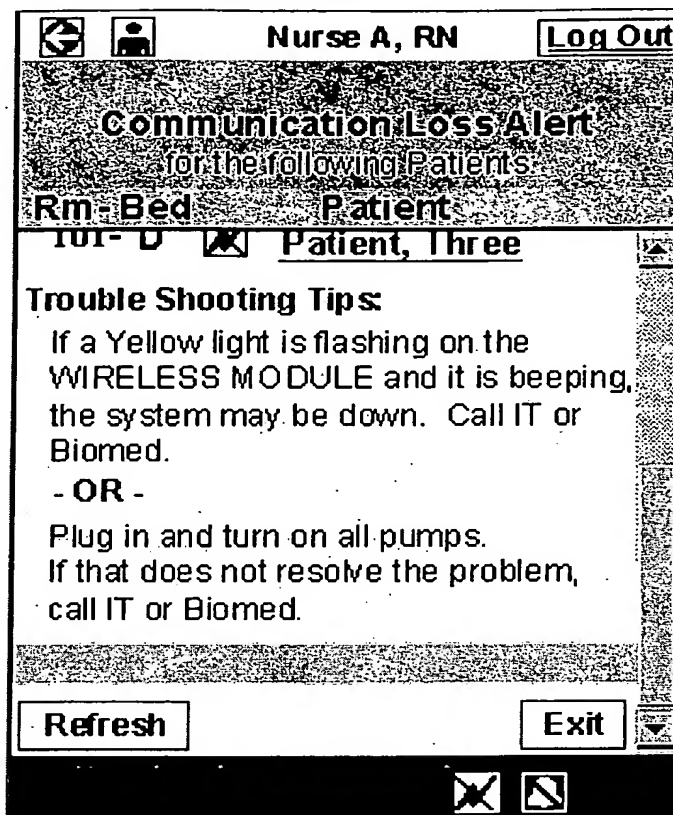 Nurse A, RN Log Out
Communication Loss Alert
for the following Patients:
Rm-Bed Patient
Patient, Three
Trouble Shooting Tips:
If a Yellow light is flashing on the
WIRELESS MODULE and it is beeping,
the system may be down. Call IT or
Biomed.
- OR -
Plug in and turn on all pumps.
If that does not resolve the problem,
call IT or Biomed.
Refresh Exit